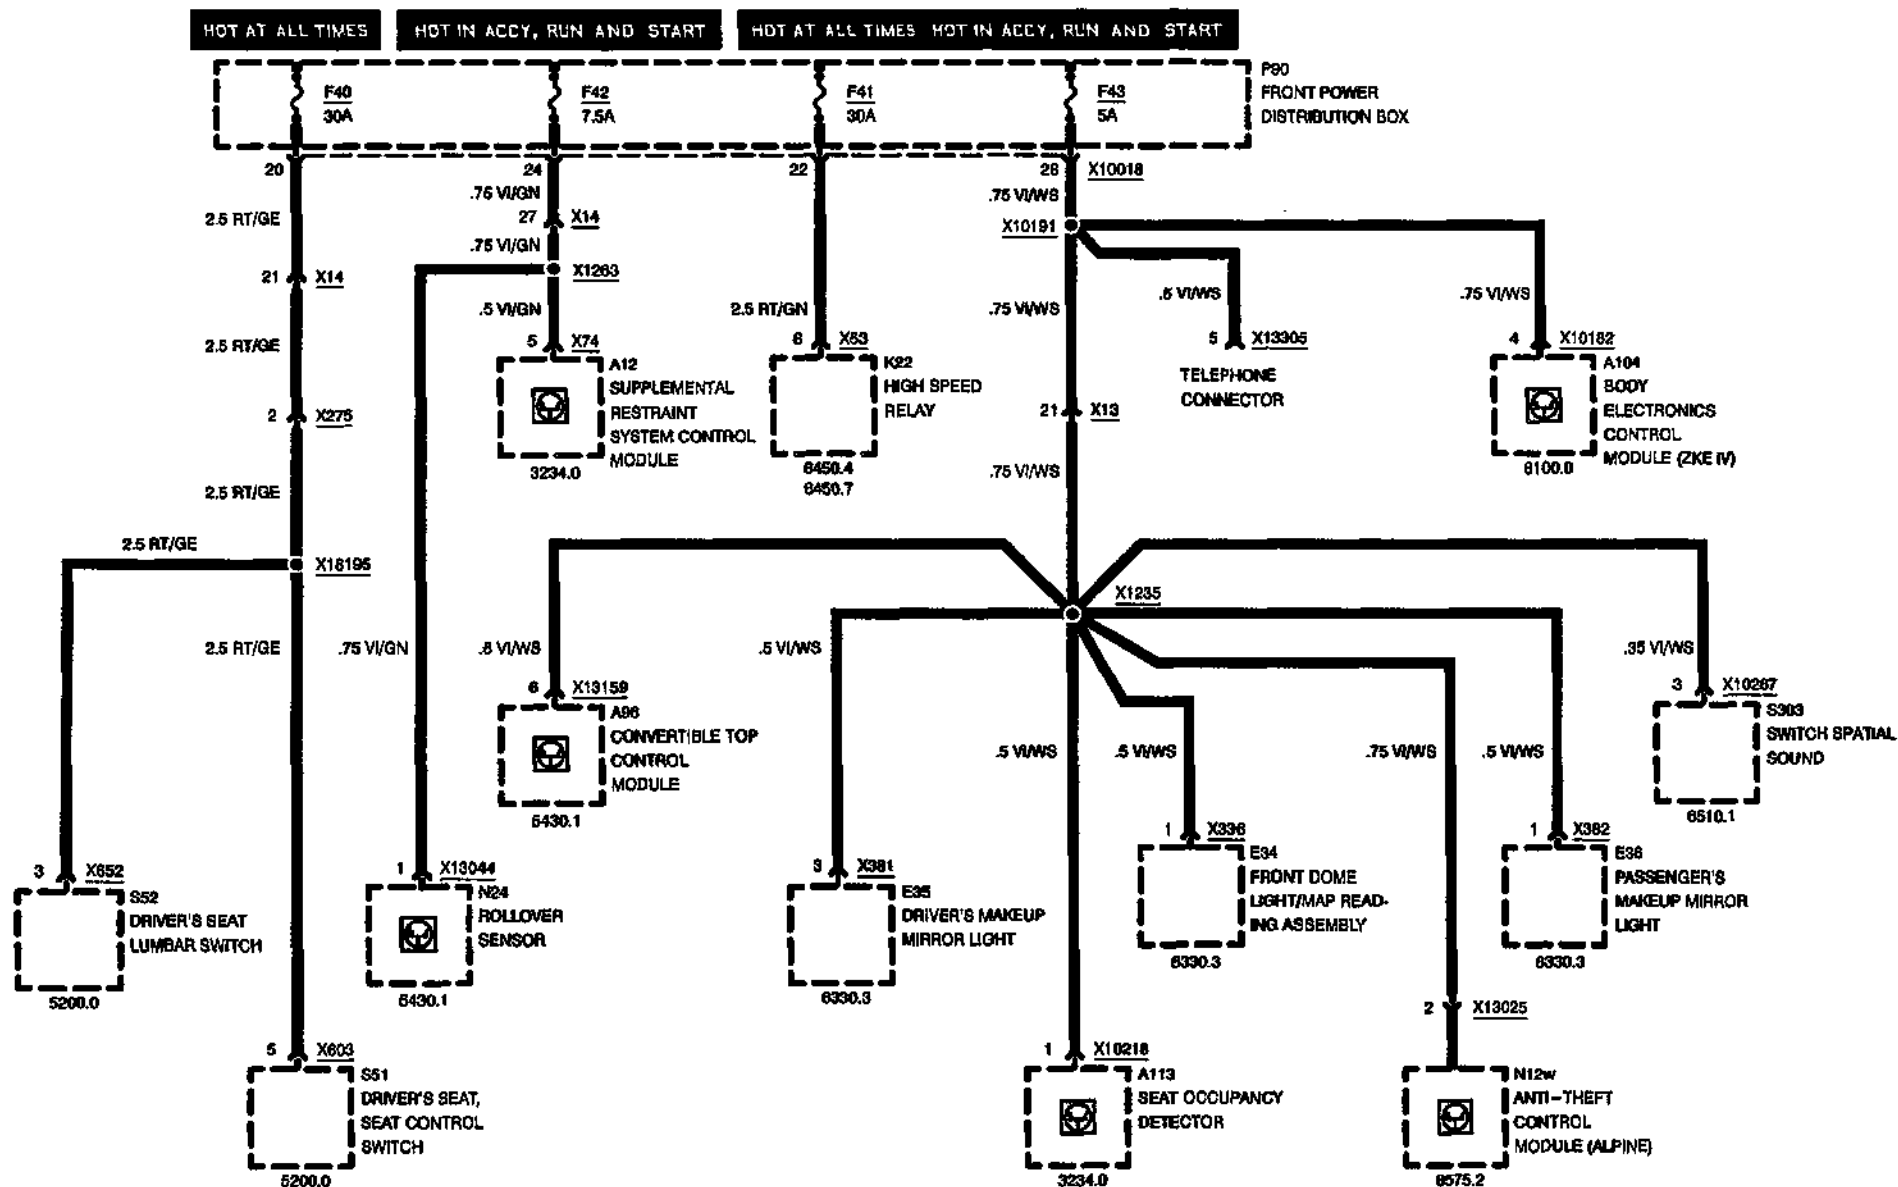 HOT AT ALL TIMES
HOT IN ACCY, RUN AND START
HOT AT ALL TIMES HOT IN ACCY, RUN AND START
F40
30A
F42
7.5A
F41
30A
F43
5A
P90
FRONT POWER
DISTRIBUTION BOX
20
24
22
28
X10018
.75 VI/GN
.75 VI/WS
2.5 RT/GE
27
X14
X10191
.75 VI/GN
21
X14
X1263
.5 VI/GN
2.5 RT/GN
.75 VI/WS
.5 VI/WS
.75 VI/WS
2.5 RT/GE
5
X74
6
X63
5
X13305
4
X10182
A12
SUPPLEMENTAL
RESTRAINT
SYSTEM CONTROL
MODULE
3234.0
K22
HIGH SPEED
RELAY
6450.4
6450.7
TELEPHONE
CONNECTOR
A104
BODY
ELECTRONICS
CONTROL
MODULE (ZKE IV)
6100.0
2
X275
21
X13
.75 VI/WS
2.5 RT/GE
2.5 RT/GE
X18195
X1235
2.5 RT/GE
.75 VI/GN
.5 VI/WS
.5 VI/WS
.35 VI/WS
6
X13159
3
X10267
A96
CONVERTIBLE TOP
CONTROL
MODULE
5430.1
S303
SWITCH SPATIAL
SOUND
6510.1
.5 VI/WS
.5 VI/WS
.75 VI/WS
.5 VI/WS
1
X336
1
X382
3
X652
1
X13044
3
X381
S52
DRIVER'S SEAT
LUMBAR SWITCH
5200.0
N24
ROLLOVER
SENSOR
5430.1
E35
DRIVER'S MAKEUP
MIRROR LIGHT
6330.3
E34
FRONT DOME
LIGHT/MAP READ-
ING ASSEMBLY
6330.3
E36
PASSENGER'S
MAKEUP MIRROR
LIGHT
6330.3
2
X13025
5
X603
1
X10218
S51
DRIVER'S SEAT,
SEAT CONTROL
SWITCH
5200.0
A113
SEAT OCCUPANCY
DETECTOR
3234.0
N12w
ANTI-THEFT
CONTROL
MODULE (ALPINE)
6575.2